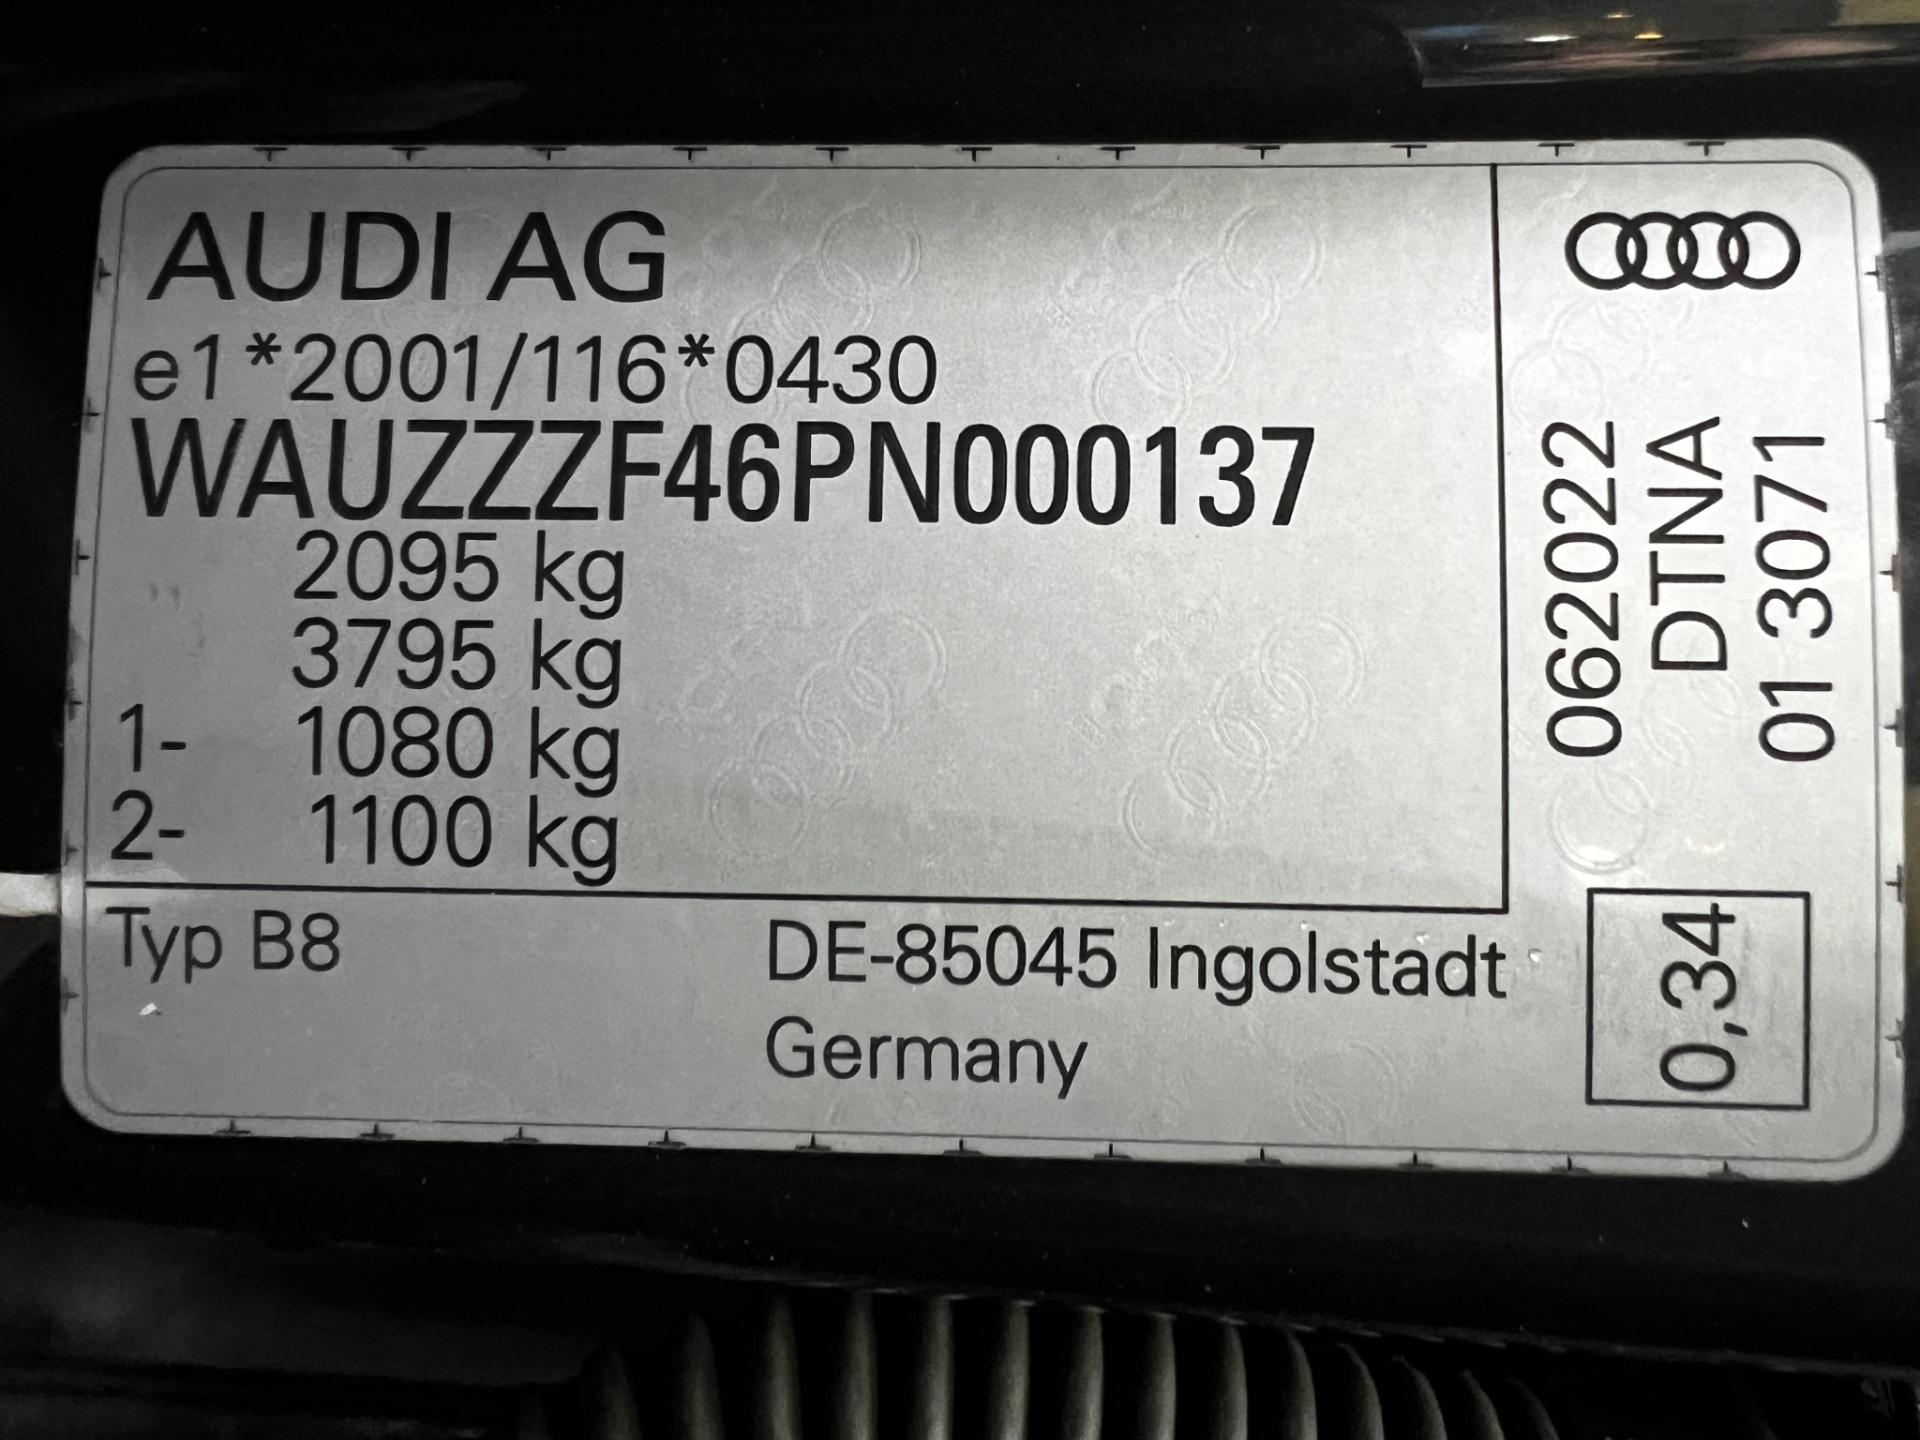 AUDI AG
e1*2001/116*0430
WAUZZZF46PN000137
2095 kg
3795 kg
1- 1080 kg
2- 1100 kg
Typ B8
DE-85045 Ingolstadt
Germany
062022
DTNA
01 3071
0,34